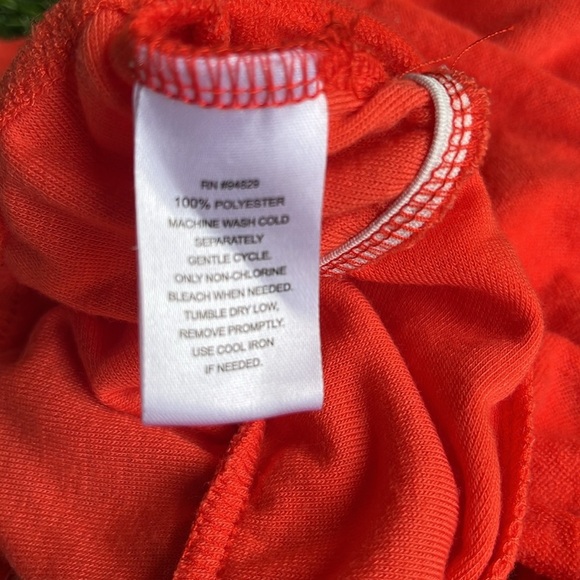 RN #94829
100% POLYESTER
MACHINE WASH COLD
SEPARATELY
GENTLE CYCLE.
ONLY NON-CHLORINE
BLEACH WHEN NEEDED.
TUMBLE DRY LOW,
REMOVE PROMPTLY.
USE COOL IRON
IF NEEDED.